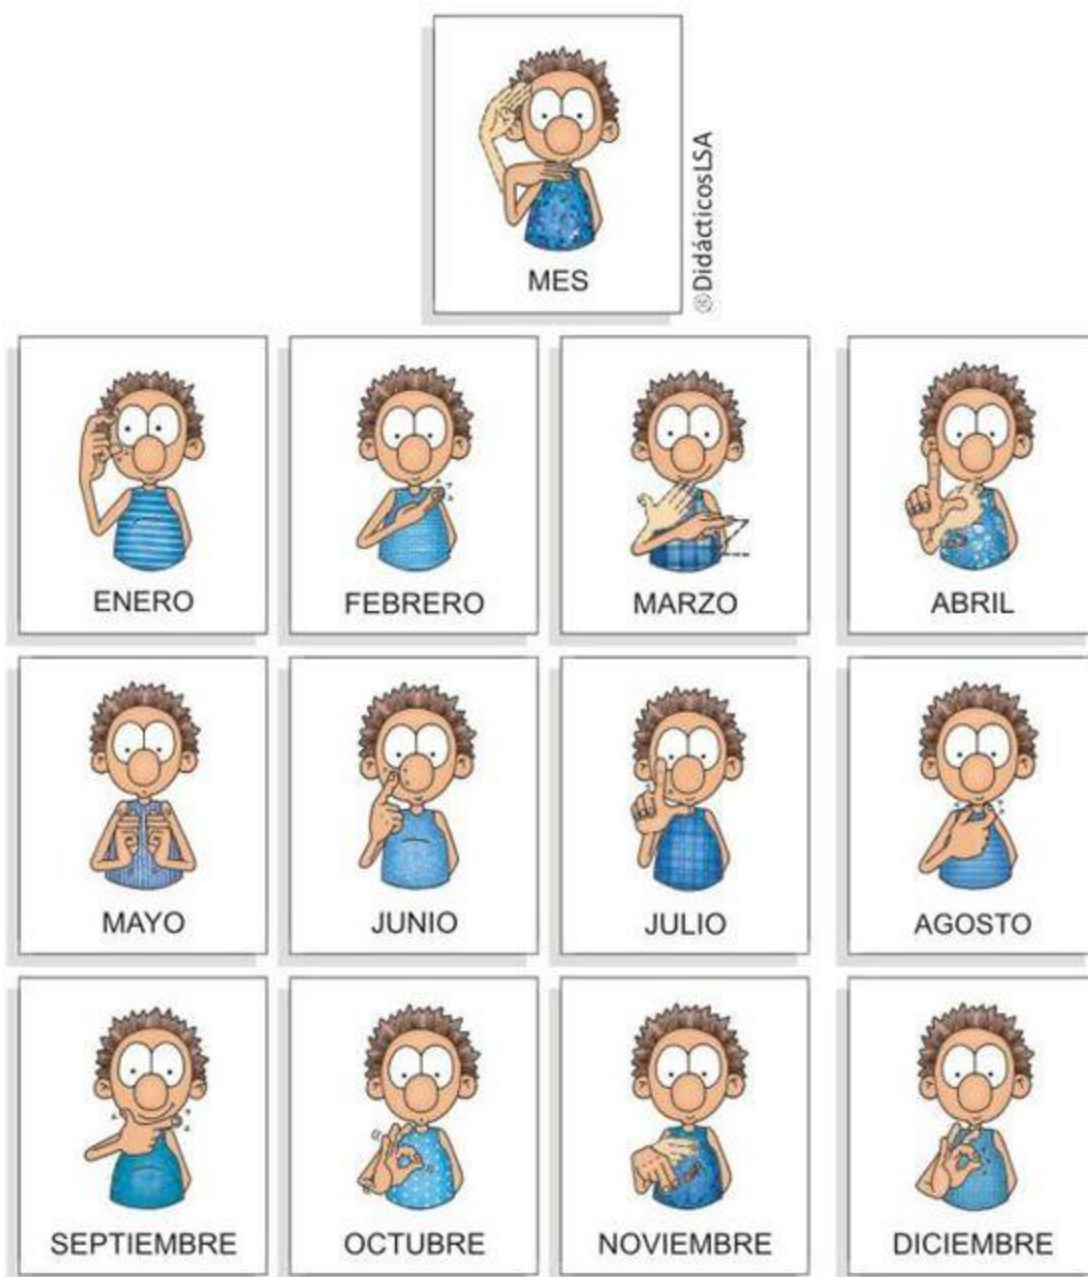 MES
®DidácticosLSA
ENERO
FEBRERO
MARZO
ABRIL
MAYO
JUNIO
JULIO
AGOSTO
SEPTIEMBRE
OCTUBRE
NOVIEMBRE
DICIEMBRE